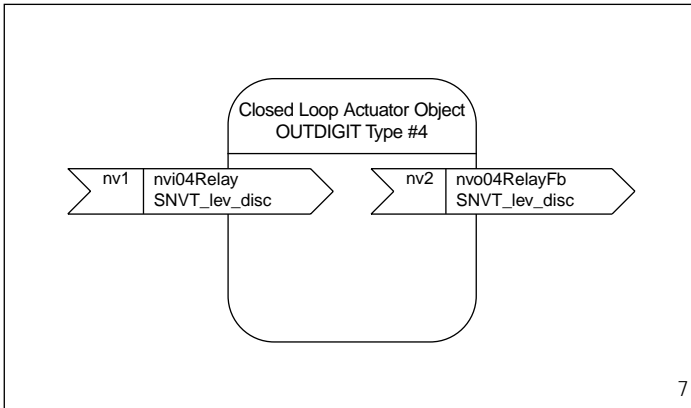 Closed Loop Actuator Object
OUTDIGIT Type #4
nv1
nvi04Relay
SNVT_lev_disc
nv2
nvo04RelayFb
SNVT_lev_disc
7